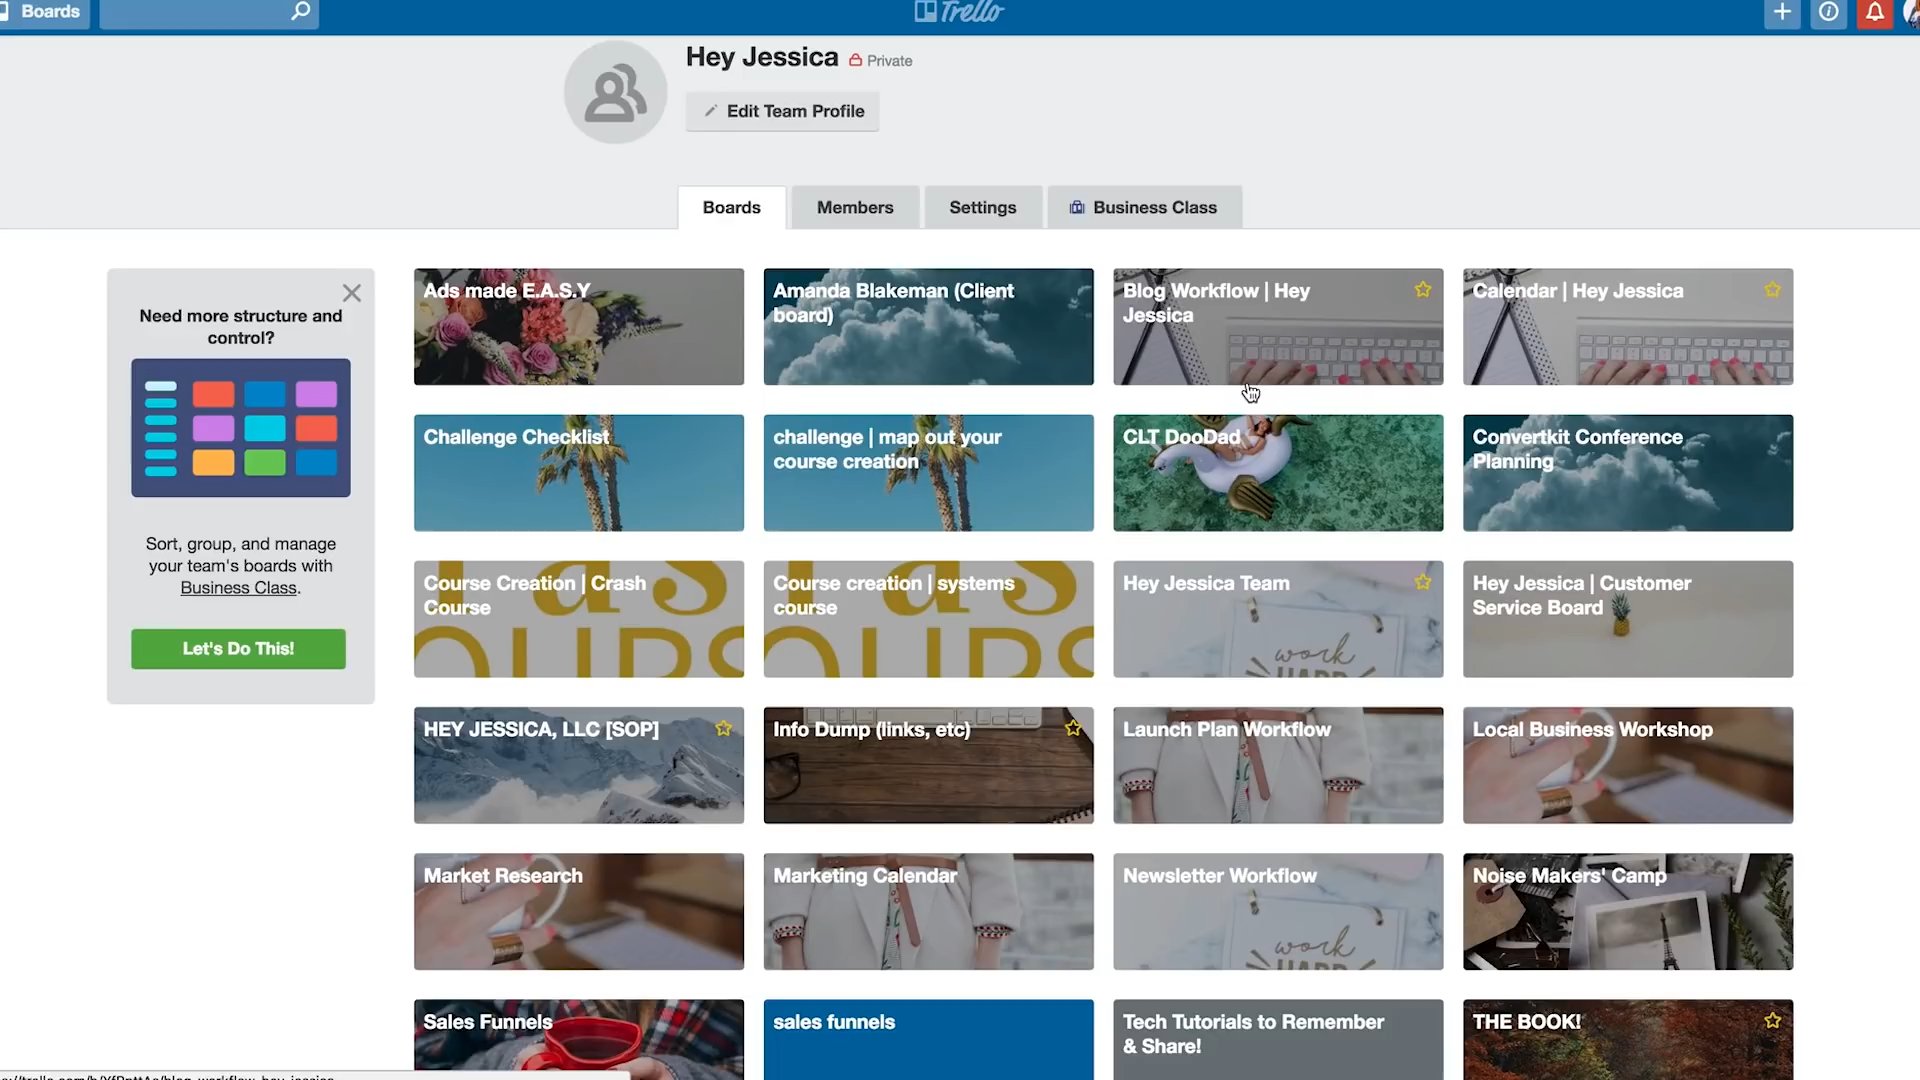 Boards
Trello
Hey Jessica
Private
Edit Team Profile
Boards
Members
Settings
Business Class
Need more structure and
control?
Sort, group, and manage
your team's boards with
Business Class.
Let's Do This!
Ads made E.A.S.Y
Amanda Blakeman (Client
board)
Blog Workflow | Hey
Jessica
Calendar | Hey Jessica
Challenge Checklist
challenge | map out your
course creation
CLT DooDad
Convertkit Conference
Planning
Course Creation | Crash
Course
Course creation | systems
course
Hey Jessica Team
work
HARD
Hey Jessica | Customer
Service Board
HEY JESSICA, LLC [SOP]
Info Dump (links, etc)
Launch Plan Workflow
Local Business Workshop
Market Research
Marketing Calendar
Newsletter Workflow
work
HARD
Noise Makers' Camp
Sales Funnels
sales funnels
Tech Tutorials to Remember
& Share!
THE BOOK!